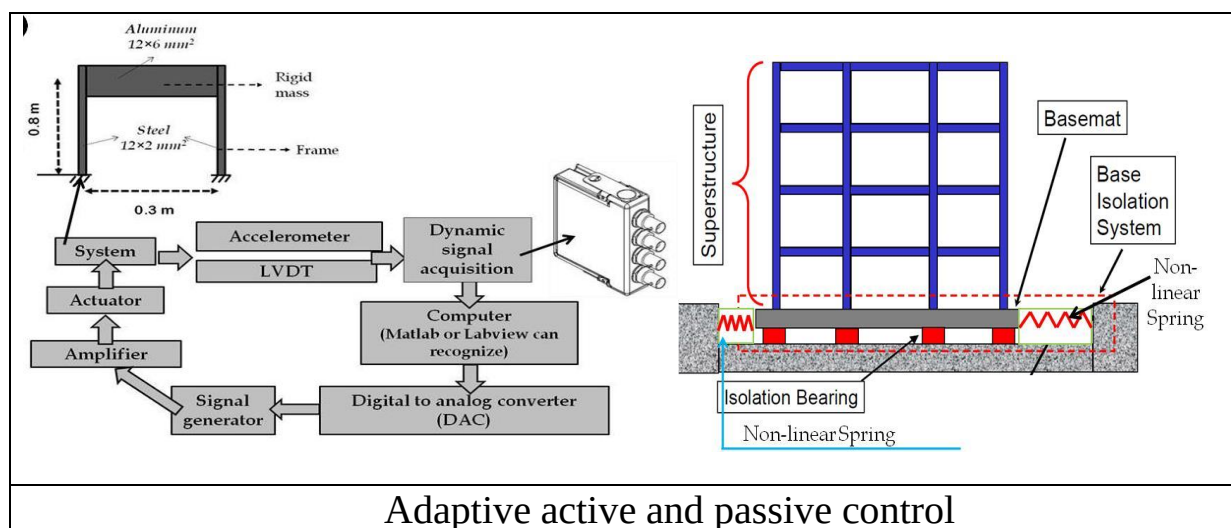 Aluminum
12×6 mm²
Rigid
mass
0.8 m
Steel
12×2 mm²
Frame
0.3 m
System
Accelerometer
LVDT
Dynamic
signal
acquisition
Actuator
Computer
(Matlab or Labview can
recognize)
Amplifier
Signal
generator
Digital to analog converter
(DAC)
Superstructure
Basemat
Base
Isolation
System
Non-
linear
Spring
Isolation Bearing
Non-linear Spring
Adaptive active and passive control